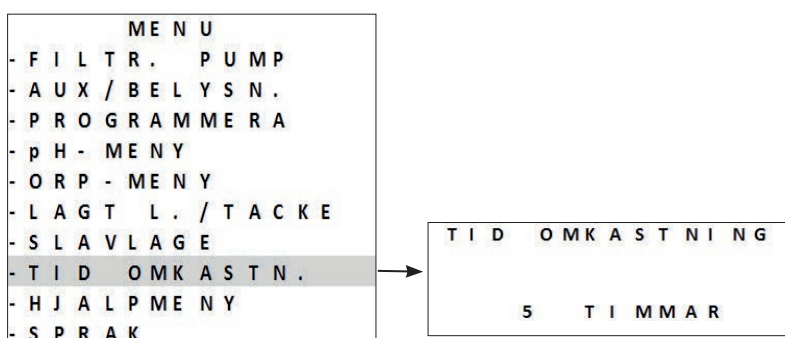 MENU
- FILTR. PUMP
- AUX/BELYSN.
- PROGRAMMERA
- pH- MENY
- ORP - MENY
- LAGT L./TACKE
- SLAVLAGE
- TID OMKASTN.
- HJALPMENY
- SPRAK
TID OMKASTNING
5 TIMMAR